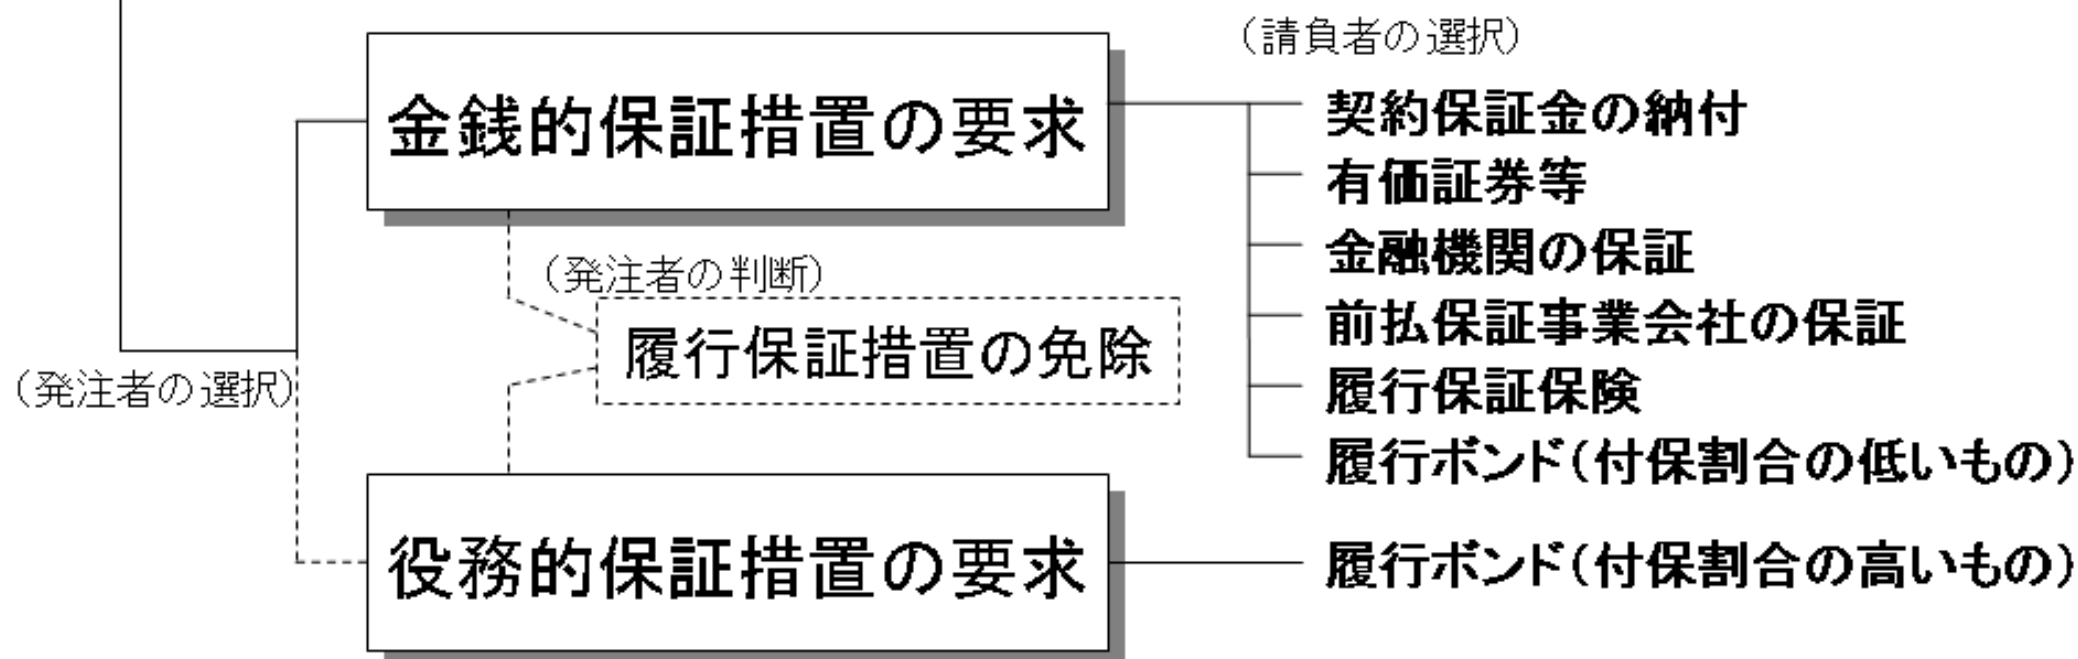 (請負者の選択)
金銭的保証措置の要求
契約保証金の納付
有価証券等
金融機関の保証
前払保証事業会社の保証
履行保証保険
履行ボンド(付保割合の低いもの)
(発注者の判断)
履行保証措置の免除
(発注者の選択)
役務的保証措置の要求
履行ボンド(付保割合の高いもの)